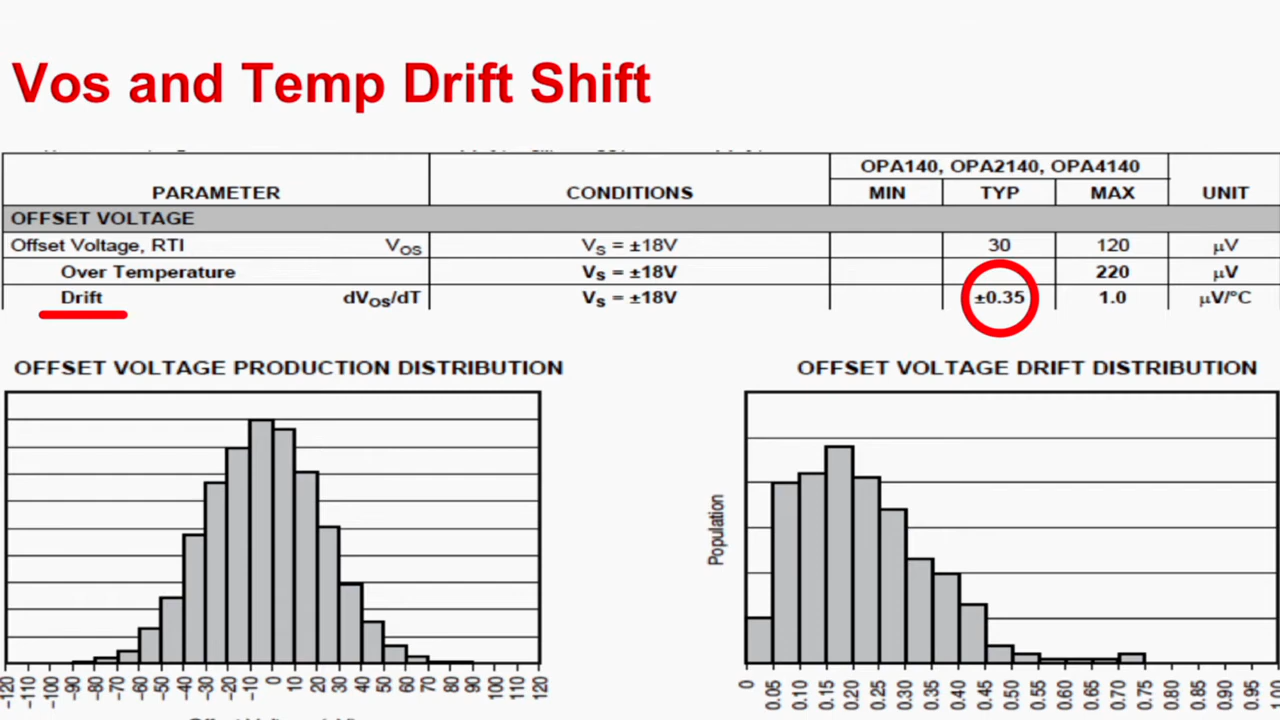 Vos and Temp Drift Shift
OPA140, OPA2140, OPA4140
PARAMETER CONDITIONS MIN TYP MAX UNIT
OFFSET VOLTAGE
Offset Voltage, RTI VOS VS = ±18V 30 120 μV
Over Temperature VS = ±18V 220 μV
Drift dVOS/dT VS = ±18V ±0.35 1.0 μV/°C
OFFSET VOLTAGE PRODUCTION DISTRIBUTION
−120 −110 −100 −90 −80 −70 −60 −50 −40 −30 −20 −10 0 10 20 30 40 50 60 70 80 90 100 110 120
OFFSET VOLTAGE DRIFT DISTRIBUTION
Population
0 0.05 0.10 0.15 0.20 0.25 0.30 0.35 0.40 0.45 0.50 0.55 0.60 0.65 0.70 0.75 0.80 0.85 0.90 0.95 1.00